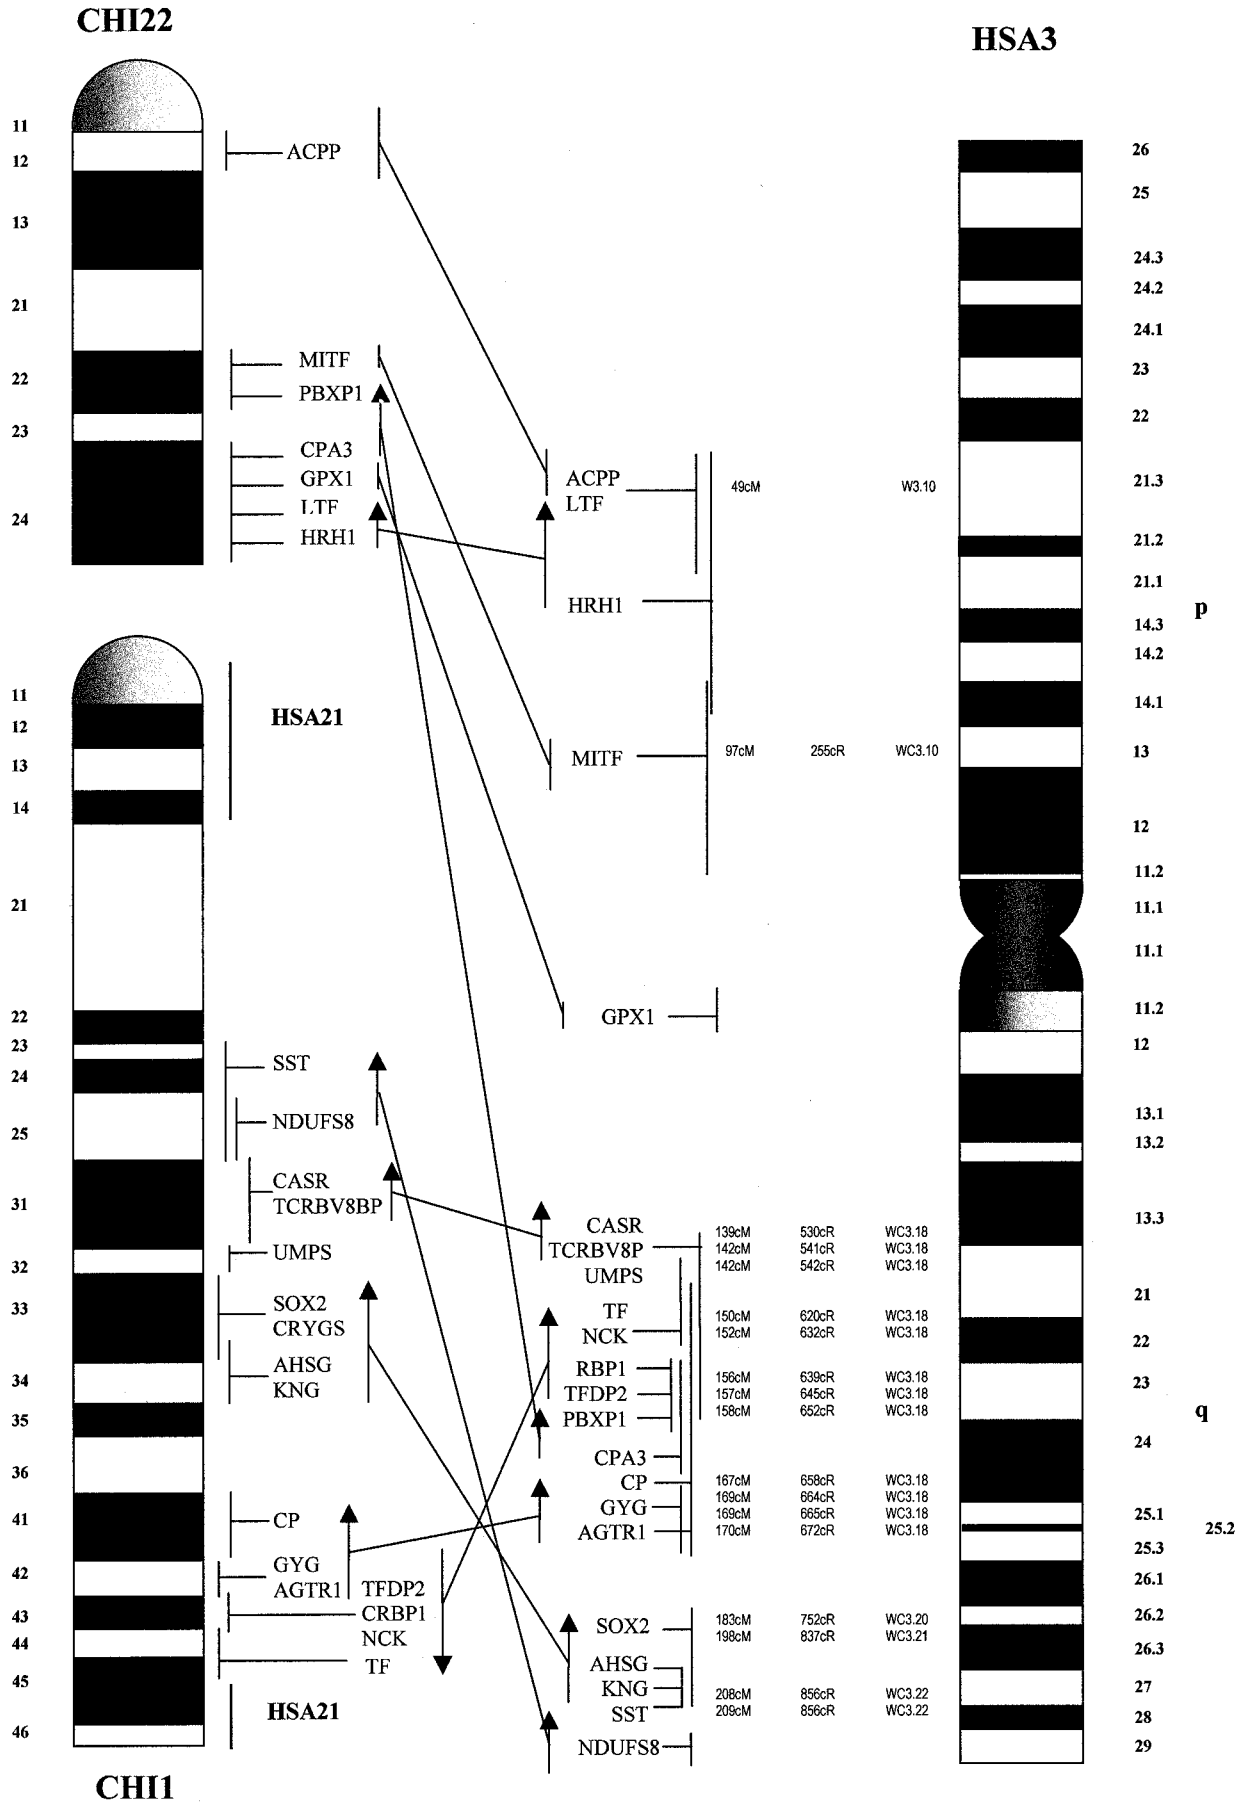 CHI22
HSA3
11
12
13
21
22
23
24
ACPP
MITF
PBXP1
CPA3
GPX1
LTF
HRH1
11
12
13
14
21
22
23
24
25
31
32
33
34
35
36
41
42
43
44
45
46
HSA21
SST
NDUFS8
CASR
TCRBV8BP
UMPS
SOX2
CRYGS
AHSG
KNG
CP
GYG
AGTR1
TFDP2
CRBP1
NCK
TF
HSA21
CHI1
ACPP 49cM W3.10
LTF
HRH1
MITF 97cM 255cR WC3.10
GPX1
CASR
TCRBV8P
UMPS
TF
NCK
RBP1
TFDP2
PBXP1
CPA3
CP
GYG
AGTR1
SOX2
AHSG
KNG
SST
NDUFS8
139cM 530cR WC3.18
142cM 541cR WC3.18
142cM 542cR WC3.18
150cM 620cR WC3.18
152cM 632cR WC3.18
156cM 639cR WC3.18
157cM 645cR WC3.18
158cM 652cR WC3.18
167cM 658cR WC3.18
169cM 664cR WC3.18
169cM 665cR WC3.18
170cM 672cR WC3.18
183cM 752cR WC3.20
198cM 837cR WC3.21
208cM 856cR WC3.22
209cM 856cR WC3.22
26
25
24.3
24.2
24.1
23
22
21.3
21.2
21.1
p
14.3
14.2
14.1
13
12
11.2
11.1
11.1
11.2
12
13.1
13.2
13.3
21
22
23
q
24
25.1
25.2
25.3
26.1
26.2
26.3
27
28
29